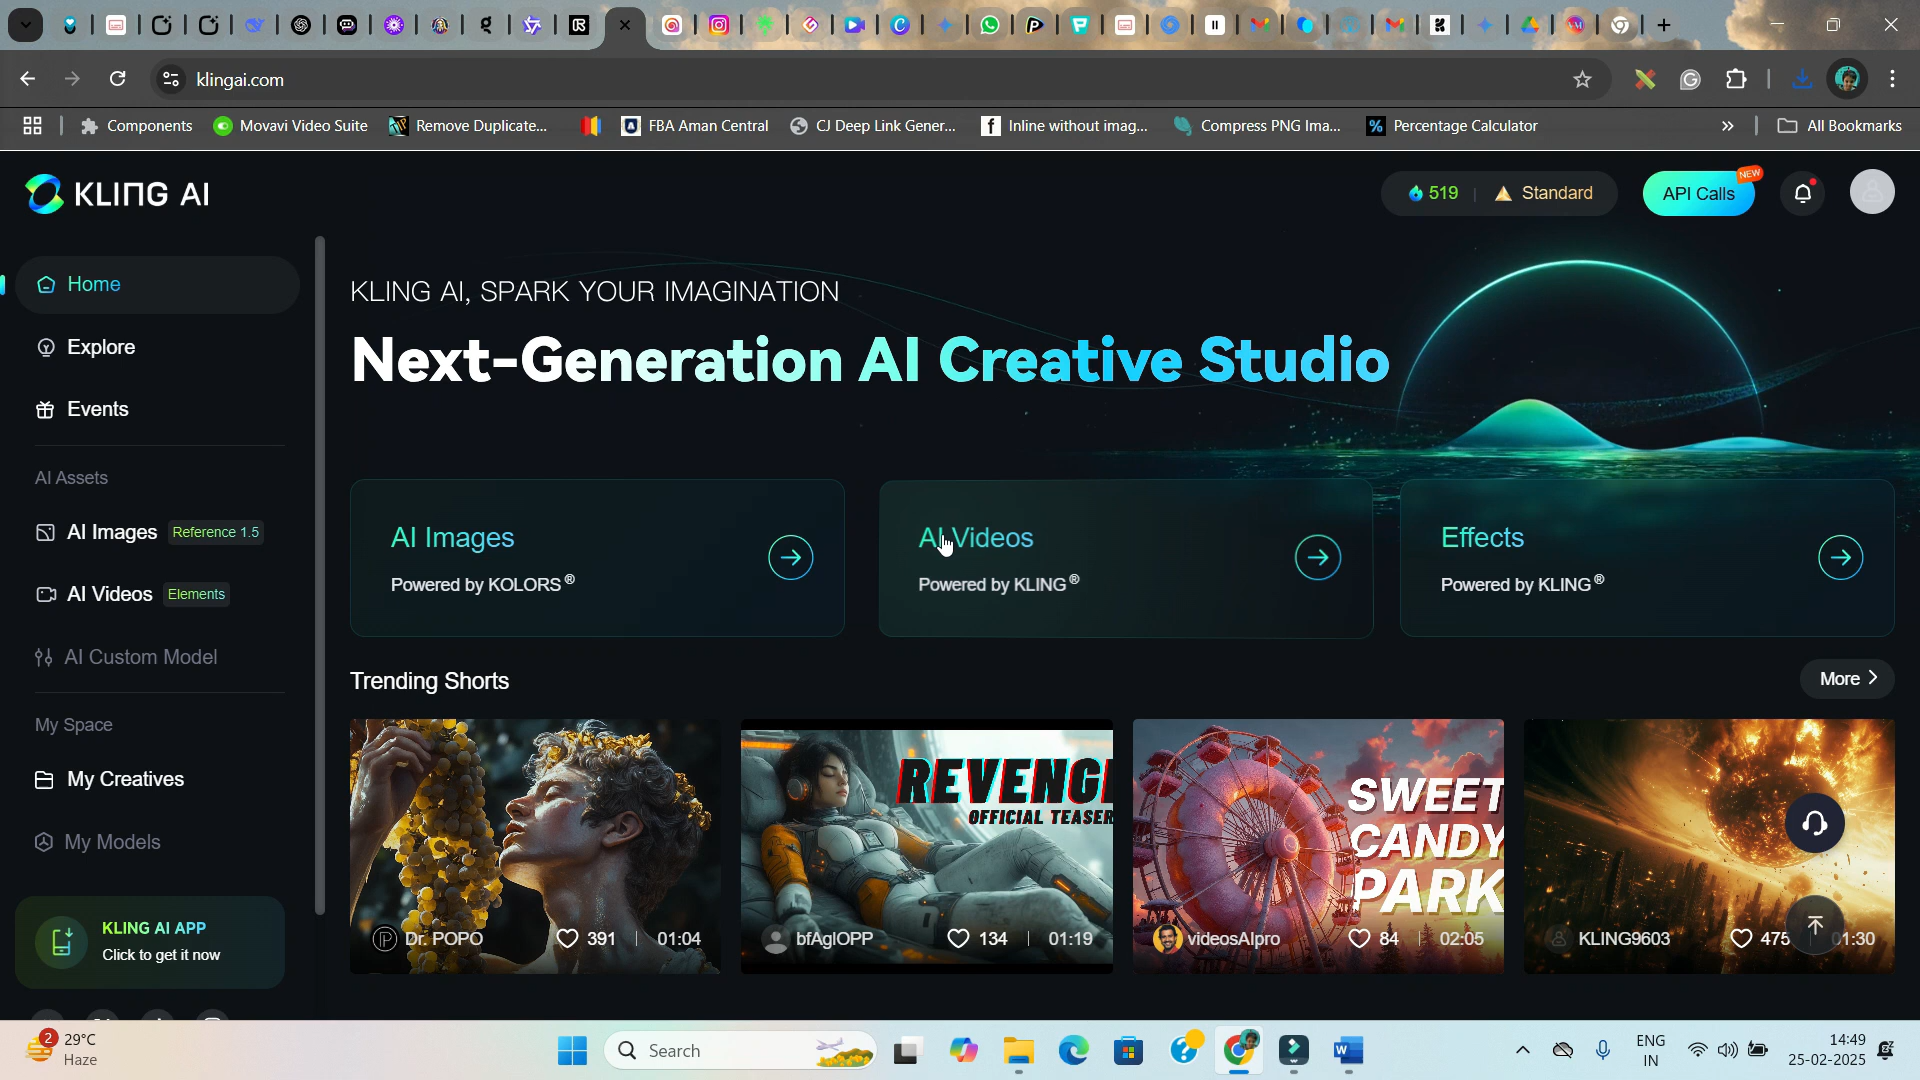 klingai.com
Components
Movavi Video Suite
Remove Duplicate...
FBA Aman Central
CJ Deep Link Gener...
Inline without imag...
Compress PNG Ima...
Percentage Calculator
All Bookmarks
KLING AI
519
Standard
API Calls
NEW
Home
Explore
Events
AI Assets
AI Images Reference 1.5
AI Videos Elements
AI Custom Model
My Space
My Creatives
My Models
KLING AI APP
Click to get it now
KLING AI, SPARK YOUR IMAGINATION
Next-Generation AI Creative Studio
AI Images
Powered by KOLORS®
AI Videos
Powered by KLING®
Effects
Powered by KLING®
Trending Shorts
More
Dr. POPO 391 01:04
REVENG
OFFICIAL TEASER
bfAglOPP 134 01:19
SWEET
CANDY
PARK
videosAIpro 84 02:05
KLING9603 475 01:30
2
29°C
Haze
Search
ENG
IN
14:49
25-02-2025